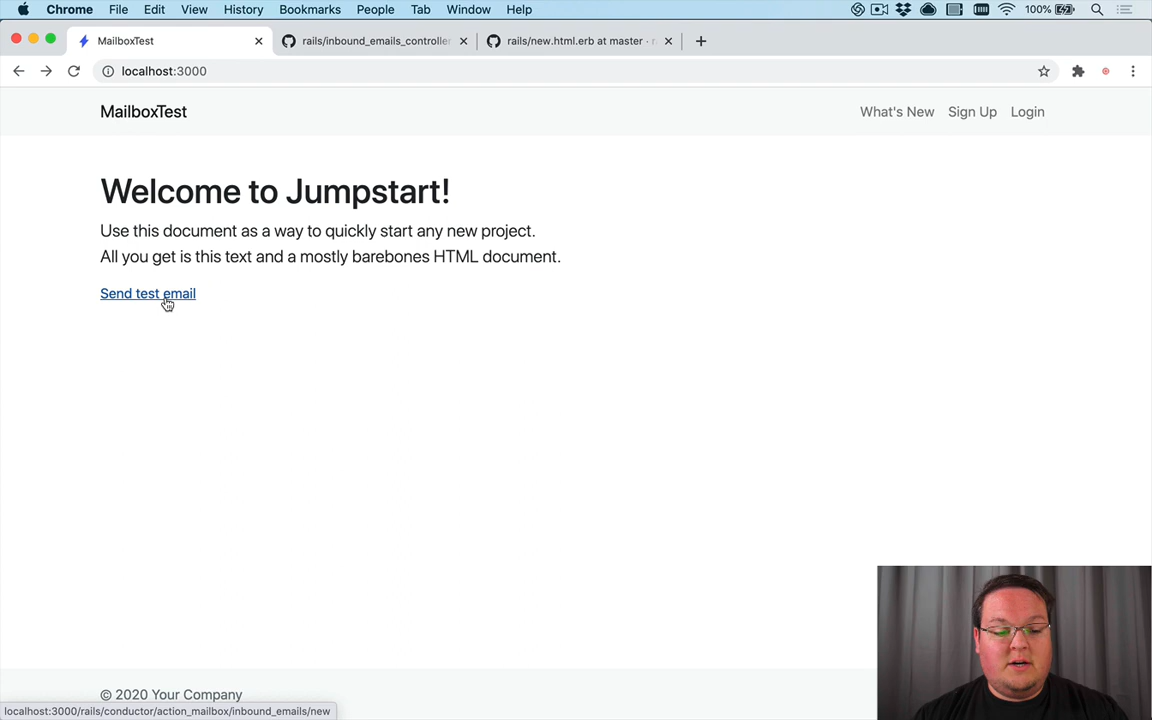 Chrome File Edit View History Bookmarks People Tab Window Help 100%
MailboxTest rails/inbound_emails_controller rails/new.html.erb at master · r
localhost:3000
MailboxTest What's New Sign Up Login
Welcome to Jumpstart!
Use this document as a way to quickly start any new project.
All you get is this text and a mostly barebones HTML document.
Send test email
© 2020 Your Company
localhost:3000/rails/conductor/action_mailbox/inbound_emails/new